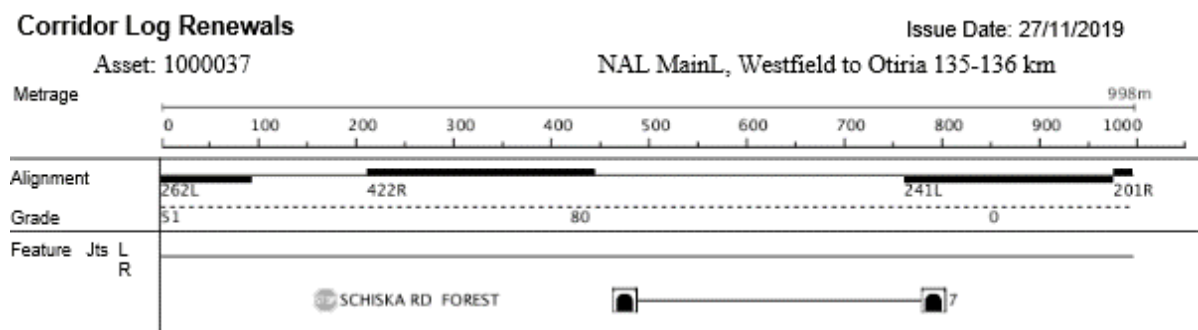 Corridor Log Renewals
Issue Date: 27/11/2019
Asset: 1000037 NAL MainL, Westfield to Otiria 135-136 km
Metrage 998m
0 100 200 300 400 500 600 700 800 900 1000
Alignment 262L 422R 241L 201R
Grade 51 80 0
Feature Jts L
R
SCHISKA RD FOREST 7